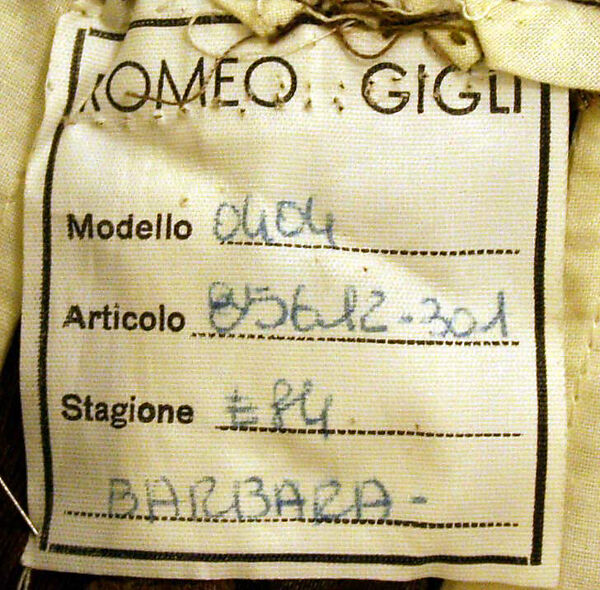 ROMEO GIGLI
Modello 0404
Articolo 85612-301
Stagione E84
BARBARA-